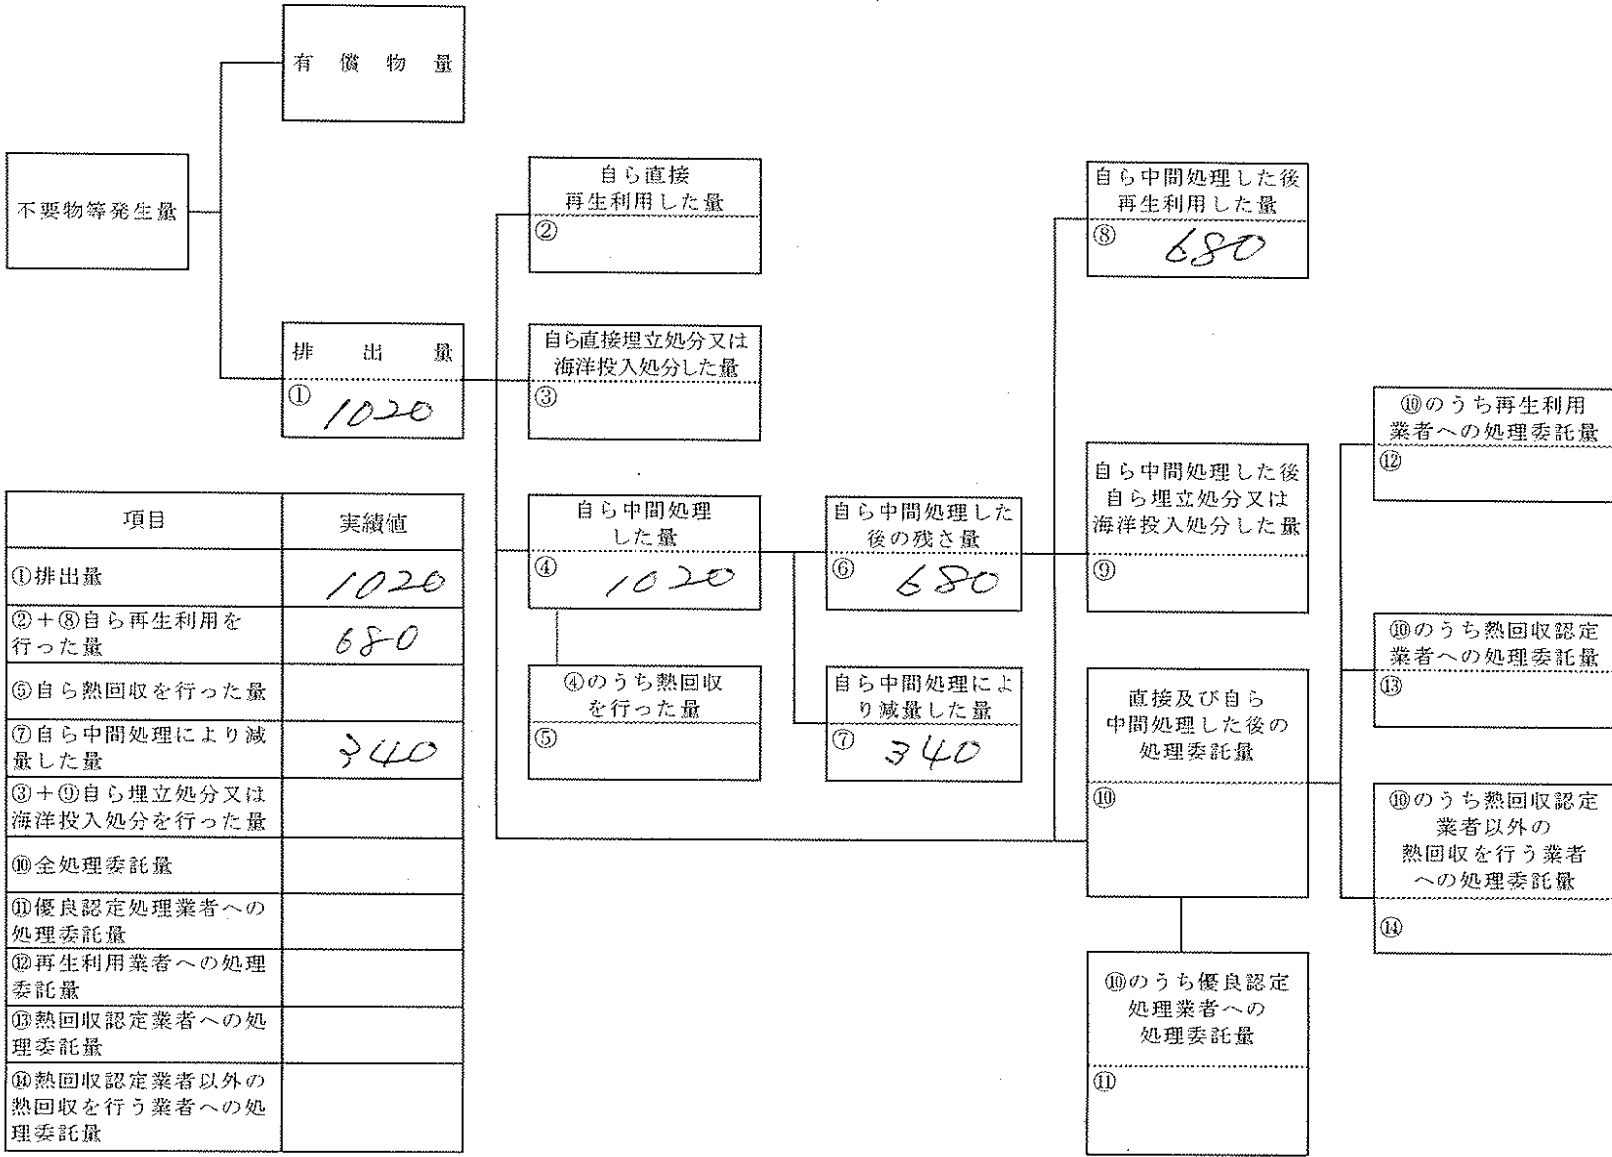 有償物量
不要物等発生量
排出量
①
1020
自ら直接
再生利用した量
②
自ら直接埋立処分又は
海洋投入処分した量
③
自ら中間処理
した量
④
1020
④のうち熱回収
を行った量
⑤
自ら中間処理した
後の残さ量
⑥
680
自ら中間処理によ
り減量した量
⑦
340
自ら中間処理した後
再生利用した量
⑧
680
自ら中間処理した後
自ら埋立処分又は
海洋投入処分した量
⑨
直接及び自ら
中間処理した後の
処理委託量
⑩
⑩のうち優良認定
処理業者への
処理委託量
⑪
⑩のうち再生利用
業者への処理委託量
⑫
⑩のうち熱回収認定
業者への処理委託量
⑬
⑩のうち熱回収認定
業者以外の
熱回収を行う業者
への処理委託量
⑭
項目 実績値
①排出量 1020
②+⑧自ら再生利用を
行った量 680
⑤自ら熱回収を行った量
⑦自ら中間処理により減
量した量 340
③+⑨自ら埋立処分又は
海洋投入処分を行った量
⑩全処理委託量
⑪優良認定処理業者への
処理委託量
⑫再生利用業者への処理
委託量
⑬熱回収認定業者への処
理委託量
⑭熱回収認定業者以外の
熱回収を行う業者への処
理委託量